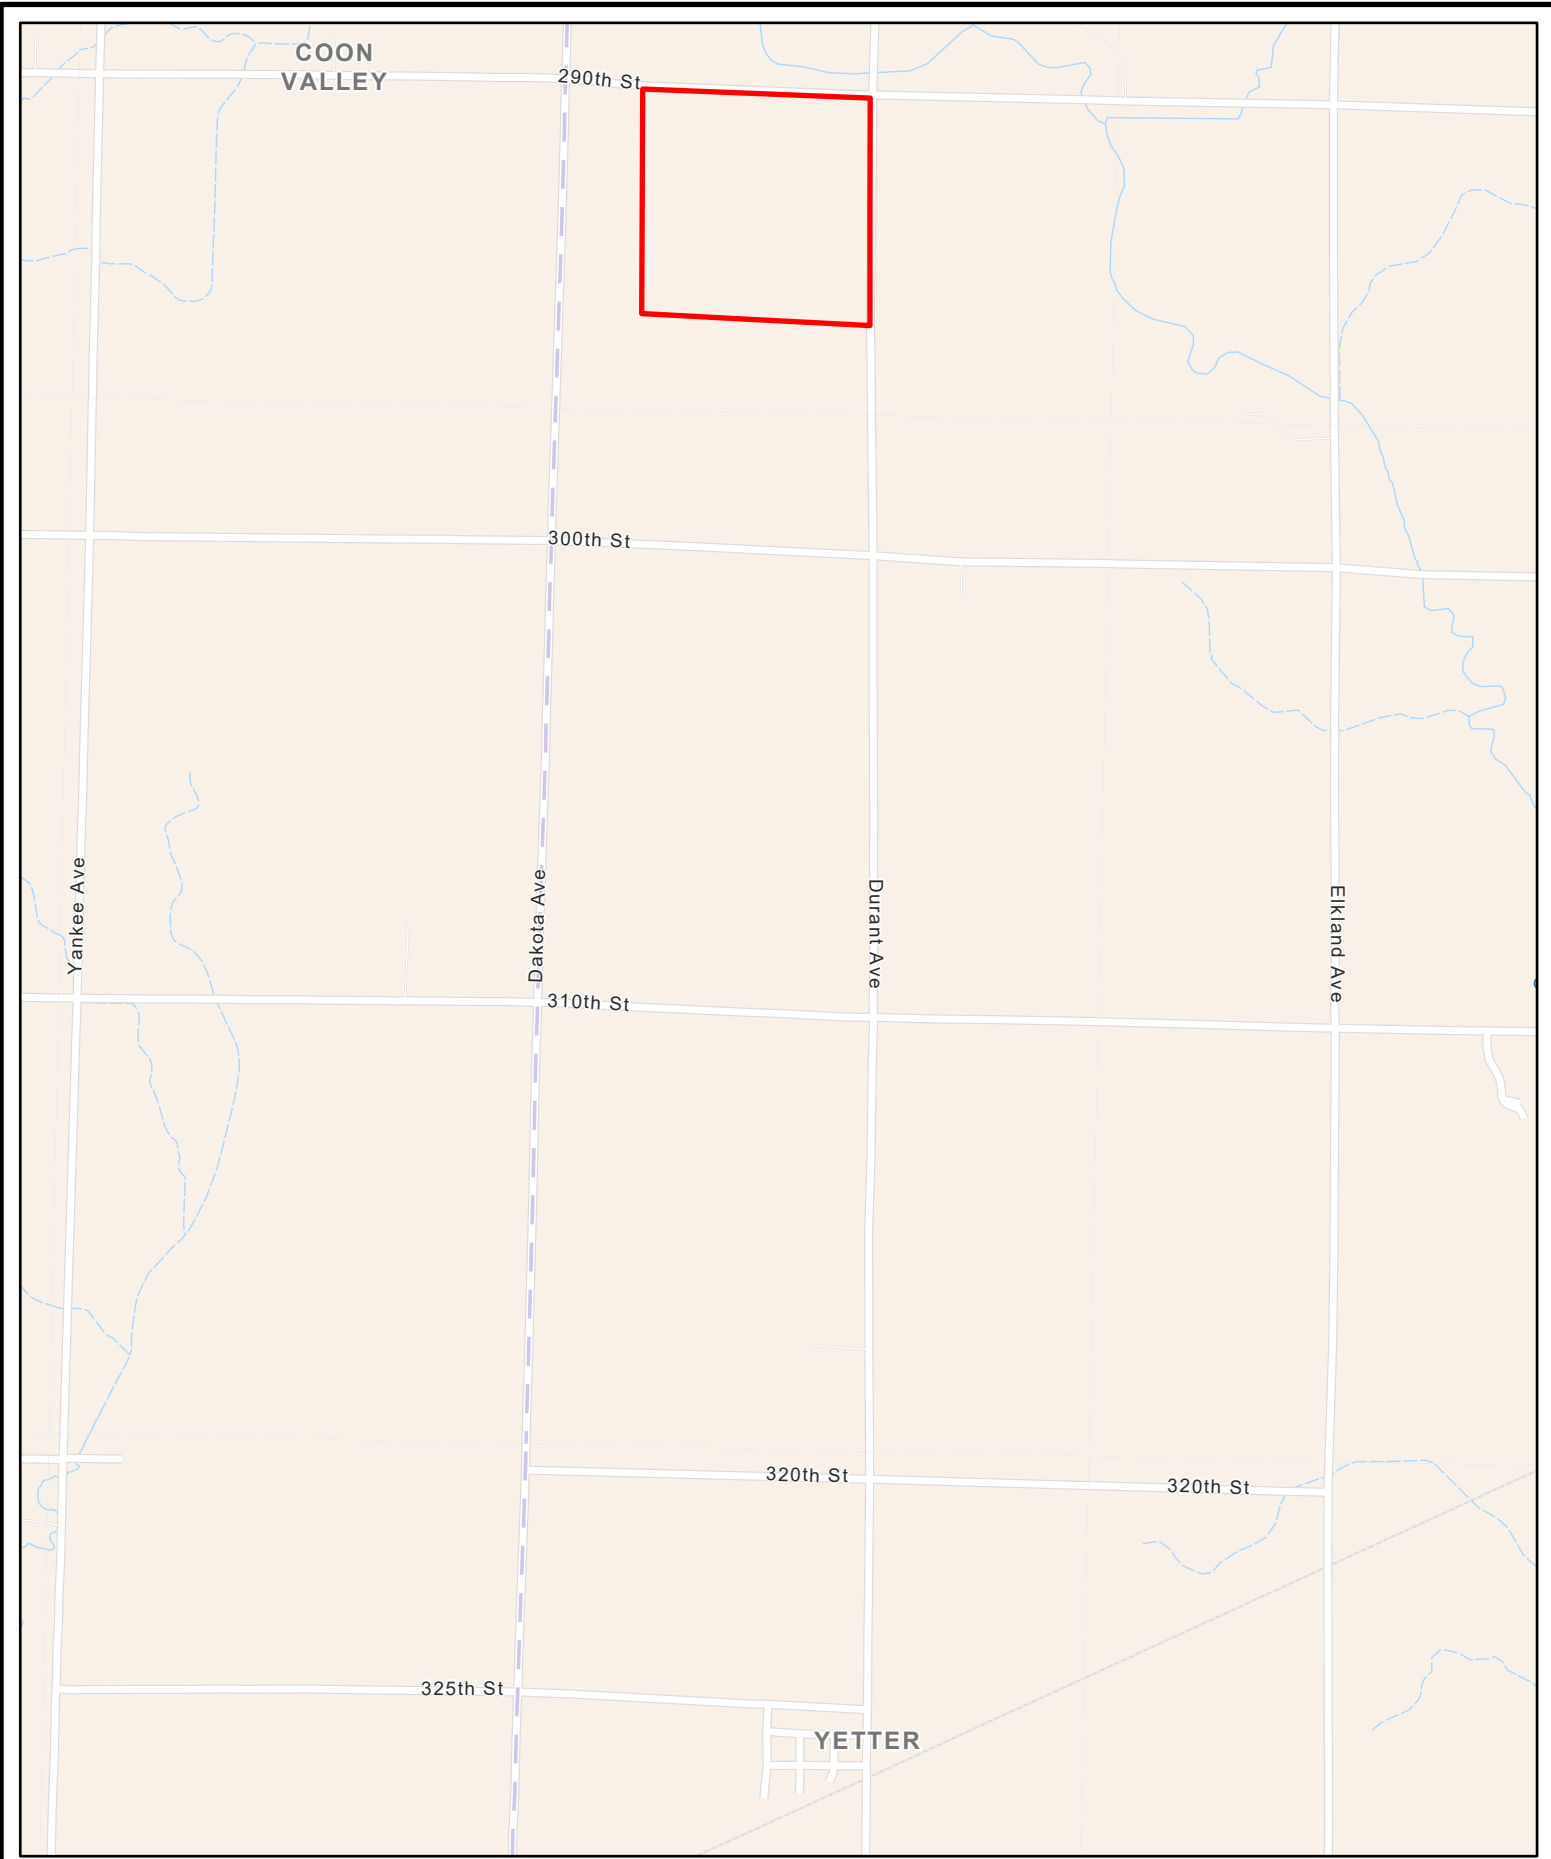 COON
VALLEY
290th St
300th St
Yankee Ave
Dakota Ave
Durant Ave
Elkland Ave
310th St
320th St
320th St
325th St
YETTER